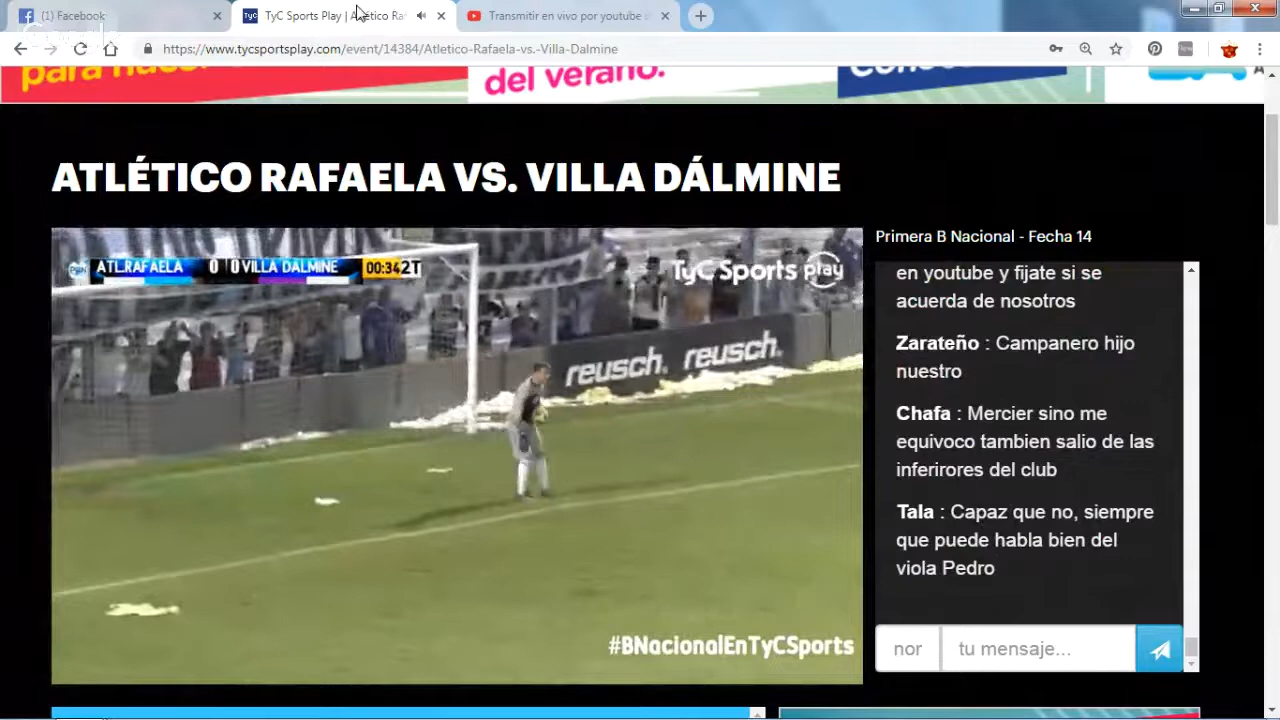 (1) Facebook
TyC Sports Play | Atlético Raf
Transmitir en vivo por youtube s
https://www.tycsportsplay.com/event/14384/Atletico-Rafaela-vs.-Villa-Dalmine
para
del verano.
ATLÉTICO RAFAELA VS. VILLA DÁLMINE
Primera B Nacional - Fecha 14
ATL.RAFAELA 0 0 VILLA DALMINE 00:34 2T
TyC Sports play
reusch. reusch.
#BNacionalEnTyCSports
en youtube y fijate si se
acuerda de nosotros
Zarateño : Campanero hijo
nuestro
Chafa : Mercier sino me
equivoco tambien salio de las
inferirores del club
Tala : Capaz que no, siempre
que puede habla bien del
viola Pedro
nor
tu mensaje...